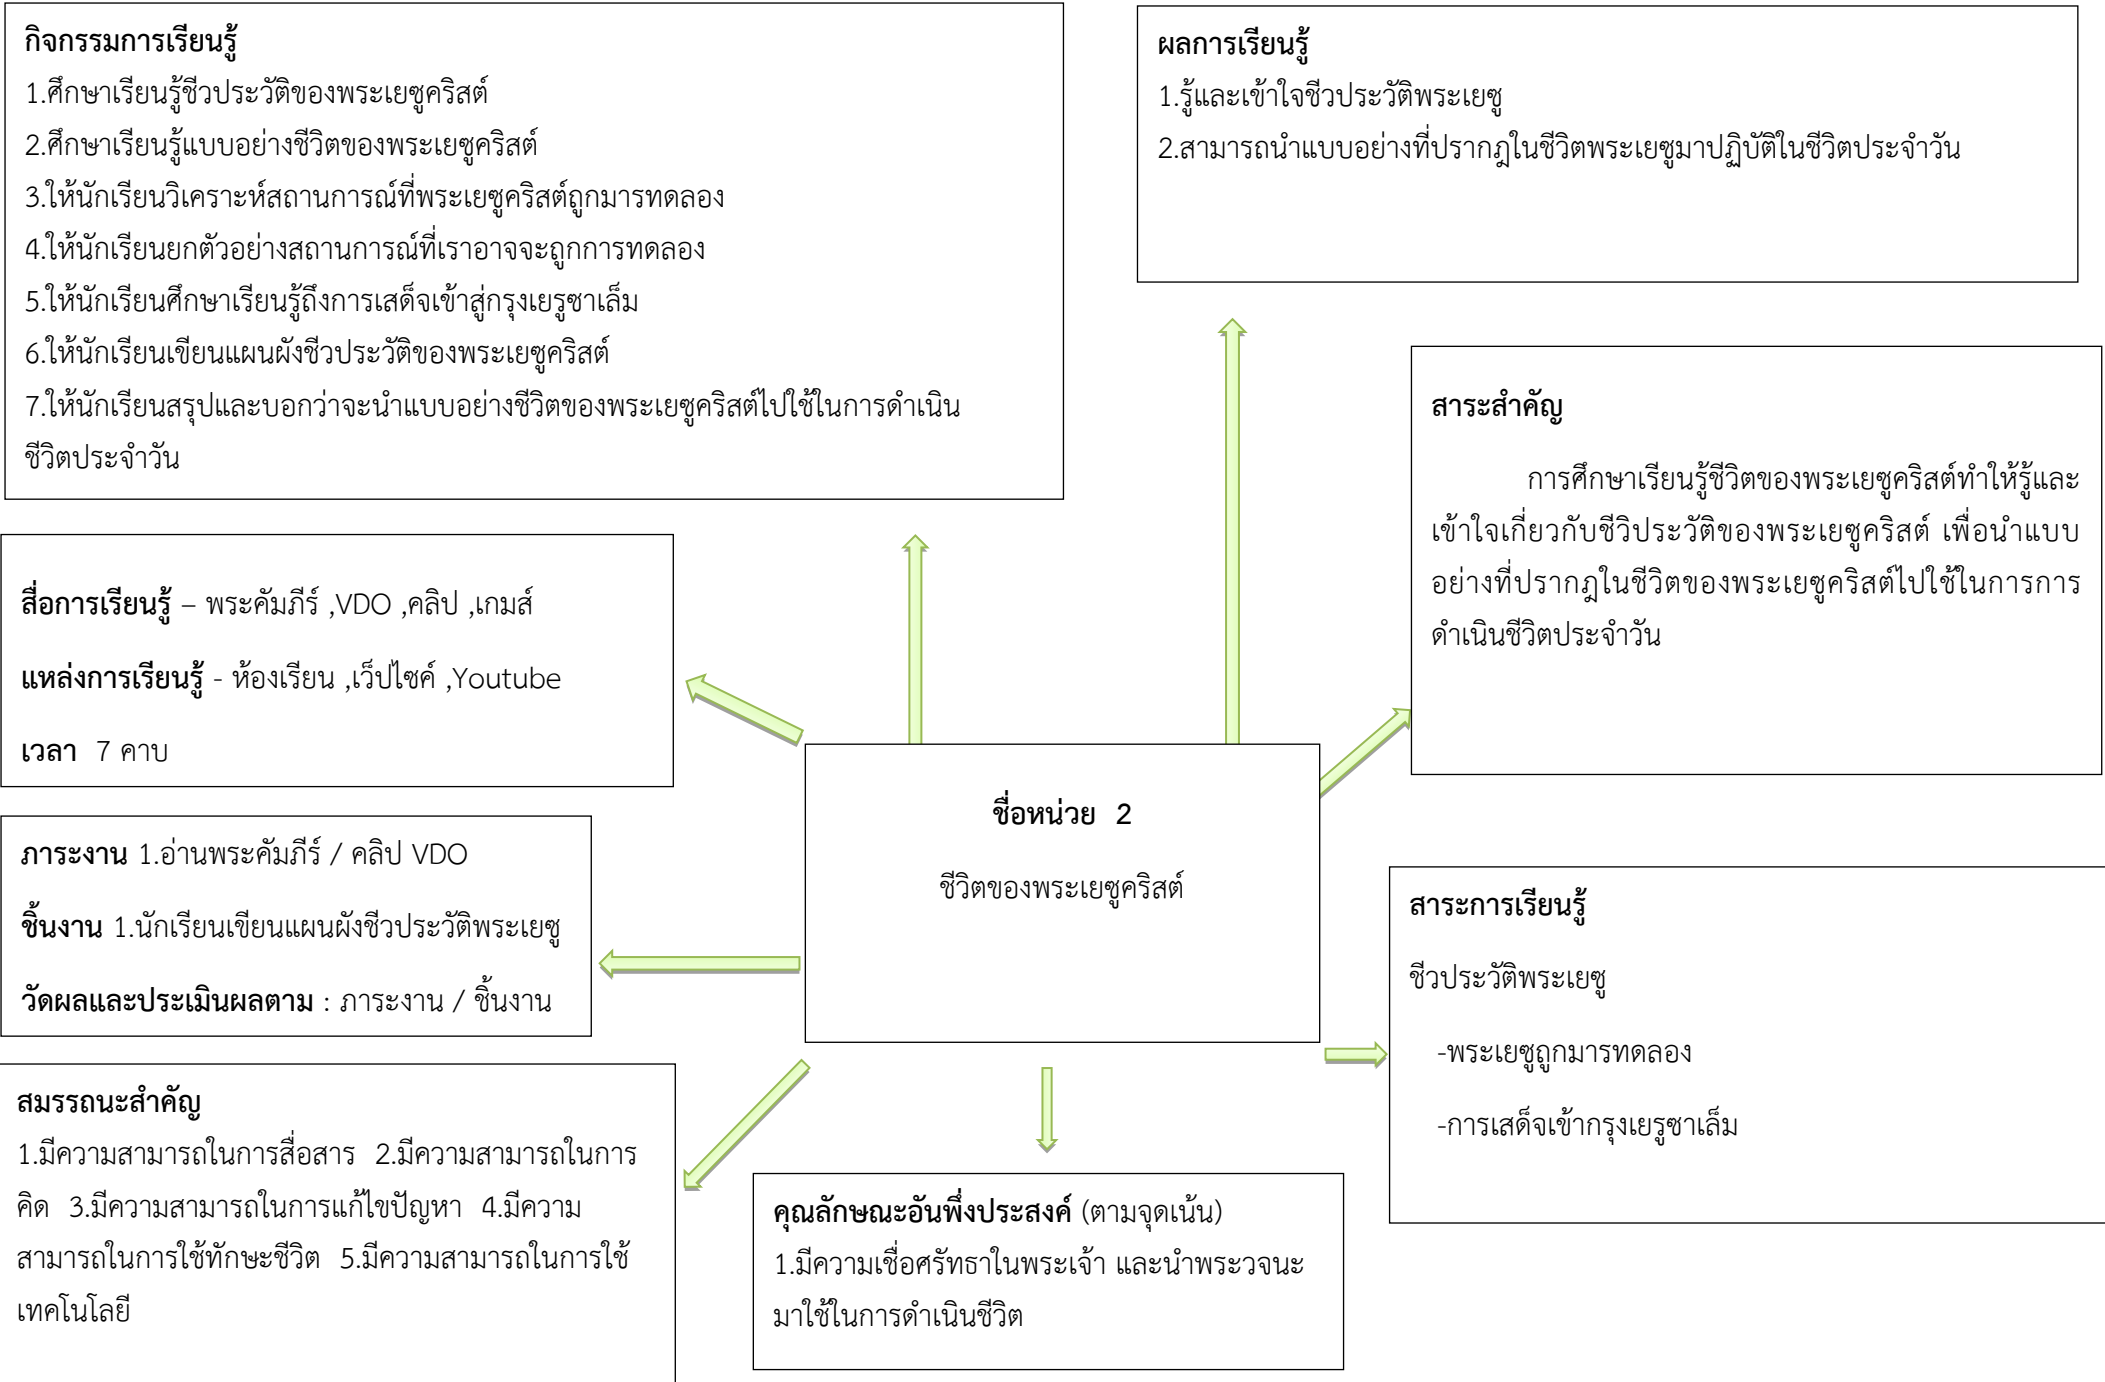 กิจกรรมการเรียนรู้
1.ศึกษาเรียนรู้ชีวประวัติของพระเยซูคริสต์
2.ศึกษาเรียนรู้แบบอย่างชีวิตของพระเยซูคริสต์
3.ให้นักเรียนวิเคราะห์สถานการณ์ที่พระเยซูคริสต์ถูกมารทดลอง
4.ให้นักเรียนยกตัวอย่างสถานการณ์ที่เราอาจจะถูกการทดลอง
5.ให้นักเรียนศึกษาเรียนรู้ถึงการเสด็จเข้าสู่กรุงเยรูซาเล็ม
6.ให้นักเรียนเขียนแผนผังชีวประวัติของพระเยซูคริสต์
7.ให้นักเรียนสรุปและบอกว่าจะนำแบบอย่างชีวิตของพระเยซูคริสต์ไปใช้ในการดำเนิน
ชีวิตประจำวัน
ผลการเรียนรู้
1.รู้และเข้าใจชีวประวัติพระเยซู
2.สามารถนำแบบอย่างที่ปรากฏในชีวิตพระเยซูมาปฏิบัติในชีวิตประจำวัน
สาระสำคัญ
การศึกษาเรียนรู้ชีวิตของพระเยซูคริสต์ทำให้รู้และ
เข้าใจเกี่ยวกับชีวิประวัติของพระเยซูคริสต์ เพื่อนำแบบ
อย่างที่ปรากฏในชีวิตของพระเยซูคริสต์ไปใช้ในการการ
ดำเนินชีวิตประจำวัน
สื่อการเรียนรู้ – พระคัมภีร์ ,VDO ,คลิป ,เกมส์
แหล่งการเรียนรู้ - ห้องเรียน ,เว็ปไซค์ ,Youtube
เวลา 7 คาบ
ชื่อหน่วย 2
ชีวิตของพระเยซูคริสต์
ภาระงาน 1.อ่านพระคัมภีร์ / คลิป VDO
ชิ้นงาน 1.นักเรียนเขียนแผนผังชีวประวัติพระเยซู
วัดผลและประเมินผลตาม : ภาระงาน / ชิ้นงาน
สาระการเรียนรู้
ชีวประวัติพระเยซู
-พระเยซูถูกมารทดลอง
-การเสด็จเข้ากรุงเยรูซาเล็ม
สมรรถนะสำคัญ
1.มีความสามารถในการสื่อสาร 2.มีความสามารถในการ
คิด 3.มีความสามารถในการแก้ไขปัญหา 4.มีความ
สามารถในการใช้ทักษะชีวิต 5.มีความสามารถในการใช้
เทคโนโลยี
คุณลักษณะอันพึ่งประสงค์ (ตามจุดเน้น)
1.มีความเชื่อศรัทธาในพระเจ้า และนำพระวจนะ
มาใช้ในการดำเนินชีวิต